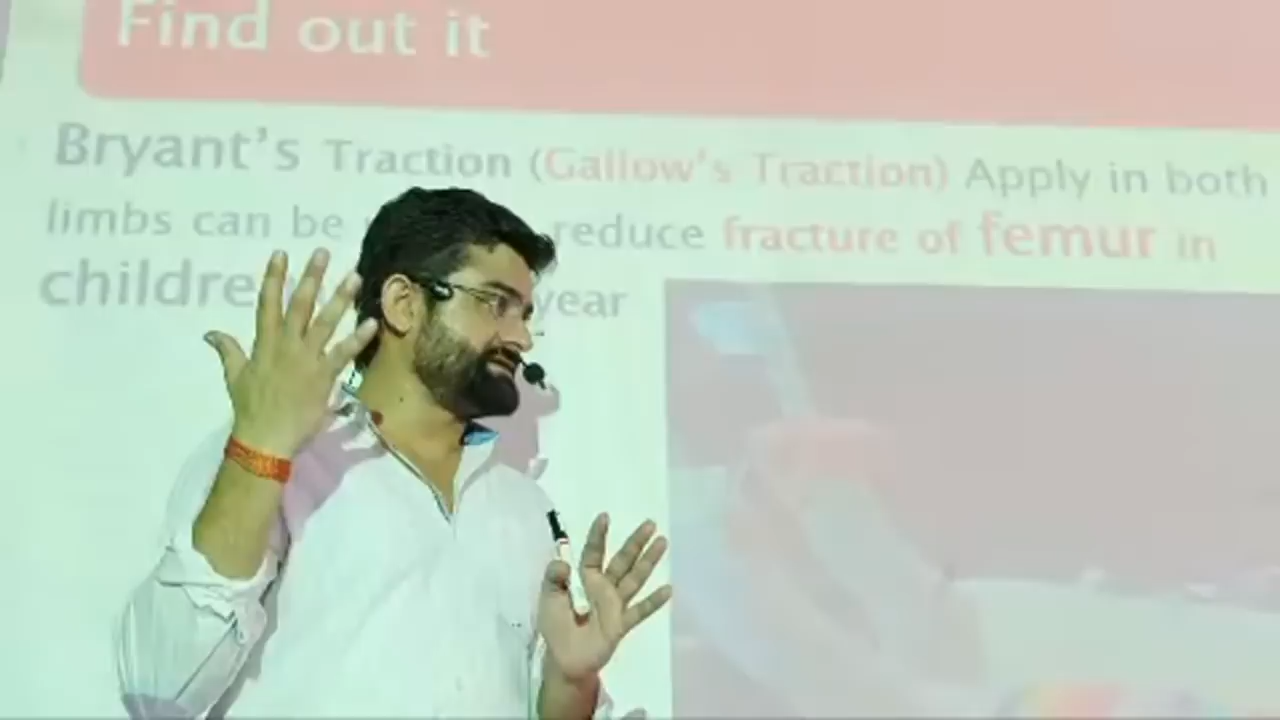 Find out it
Bryant's Traction (Gallow's Traction) Apply in both
limbs can be reduce fracture of femur in
childre year